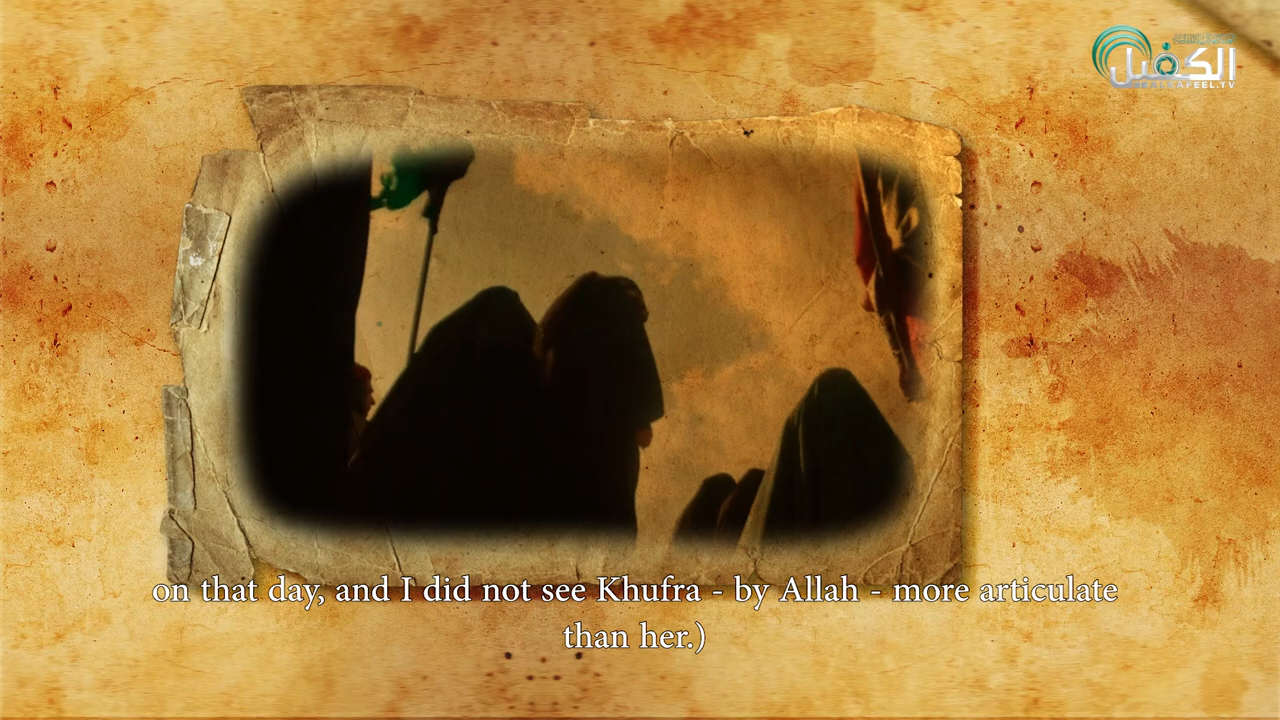 الكفيل
on that day, and I did not see Khufra - by Allah - more articulate
than her.)